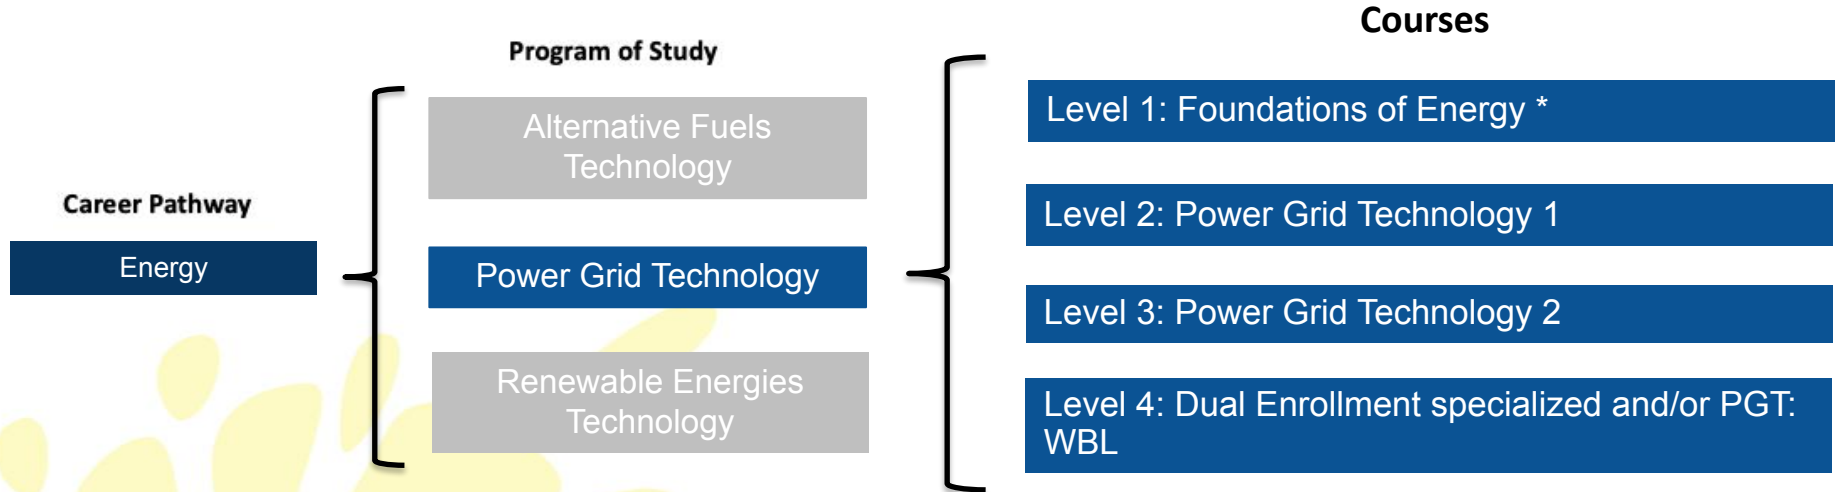 Career Pathway
Energy
Program of Study
Alternative Fuels
Technology
Power Grid Technology
Renewable Energies
Technology
Courses
Level 1: Foundations of Energy *
Level 2: Power Grid Technology 1
Level 3: Power Grid Technology 2
Level 4: Dual Enrollment specialized and/or PGT:
WBL